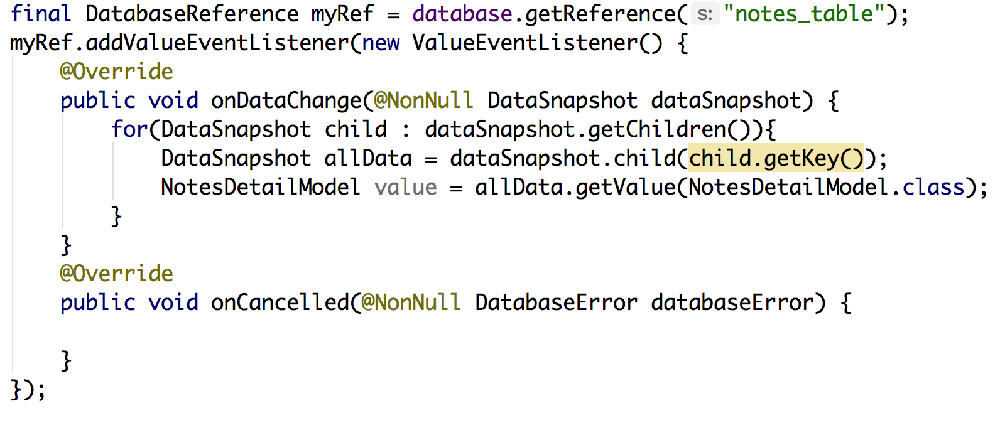 final DatabaseReference myRef = database.getReference( s: "notes_table");
myRef.addValueEventListener(new ValueEventListener() {
    @Override
    public void onDataChange(@NonNull DataSnapshot dataSnapshot) {
        for(DataSnapshot child : dataSnapshot.getChildren()){
            DataSnapshot allData = dataSnapshot.child(child.getKey());
            NotesDetailModel value = allData.getValue(NotesDetailModel.class);
        }
    }
    @Override
    public void onCancelled(@NonNull DatabaseError databaseError) {
    }
});